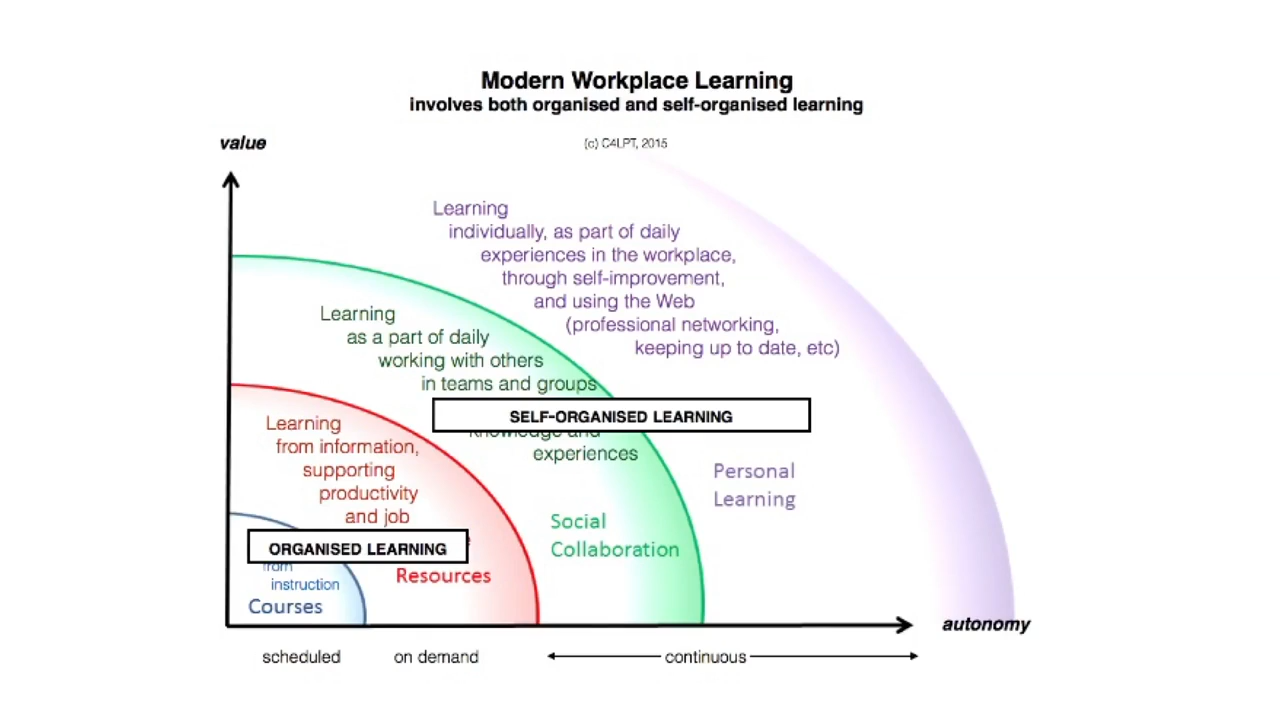 Modern Workplace Learning
involves both organised and self-organised learning
(c) C4LPT, 2015
value
Learning
individually, as part of daily
experiences in the workplace,
through self-improvement,
and using the Web
(professional networking,
keeping up to date, etc)
Learning
as a part of daily
working with others
in teams and groups
SELF-ORGANISED LEARNING
knowledge and
experiences
Personal
Learning
Learning
from information,
supporting
productivity
and job
ORGANISED LEARNING
from
instruction
Courses
Resources
Social
Collaboration
autonomy
scheduled
on demand
continuous